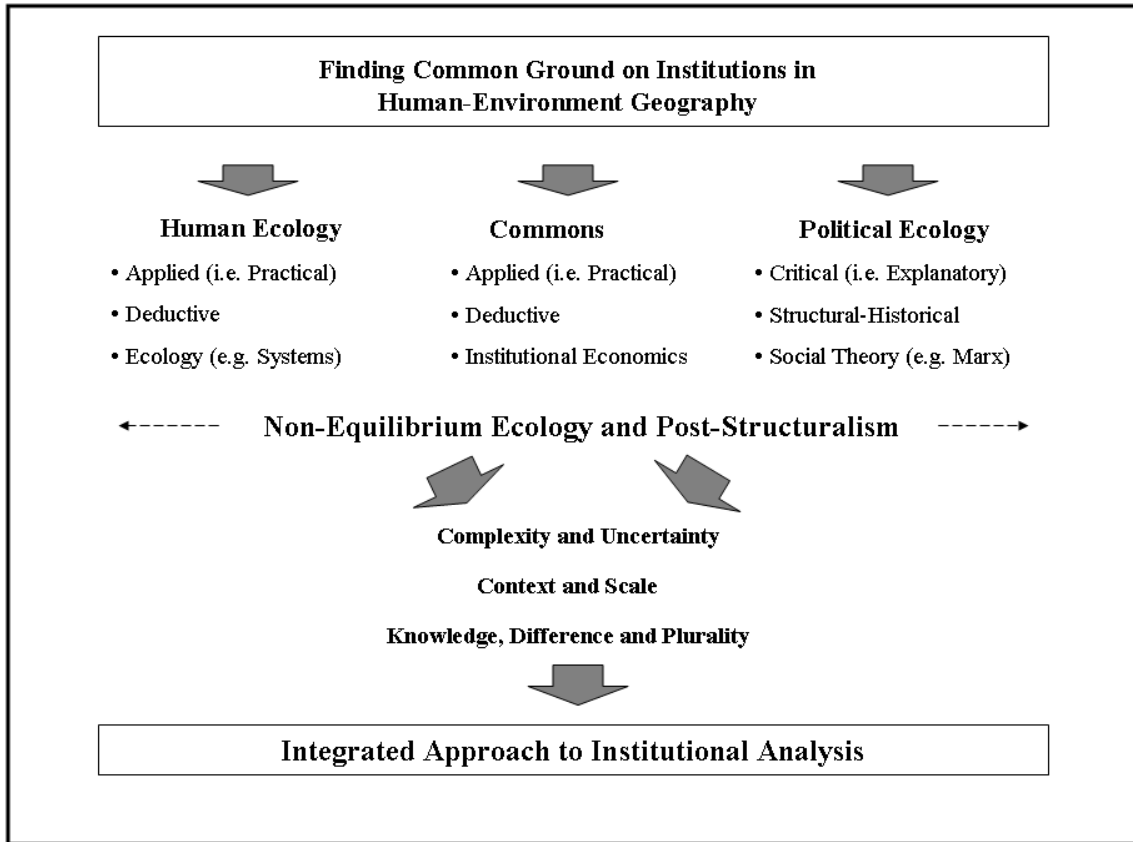 Finding Common Ground on Institutions in
Human-Environment Geography
Human Ecology
• Applied (i.e. Practical)
• Deductive
• Ecology (e.g. Systems)
Commons
• Applied (i.e. Practical)
• Deductive
• Institutional Economics
Political Ecology
• Critical (i.e. Explanatory)
• Structural-Historical
• Social Theory (e.g. Marx)
Non-Equilibrium Ecology and Post-Structuralism
Complexity and Uncertainty
Context and Scale
Knowledge, Difference and Plurality
Integrated Approach to Institutional Analysis